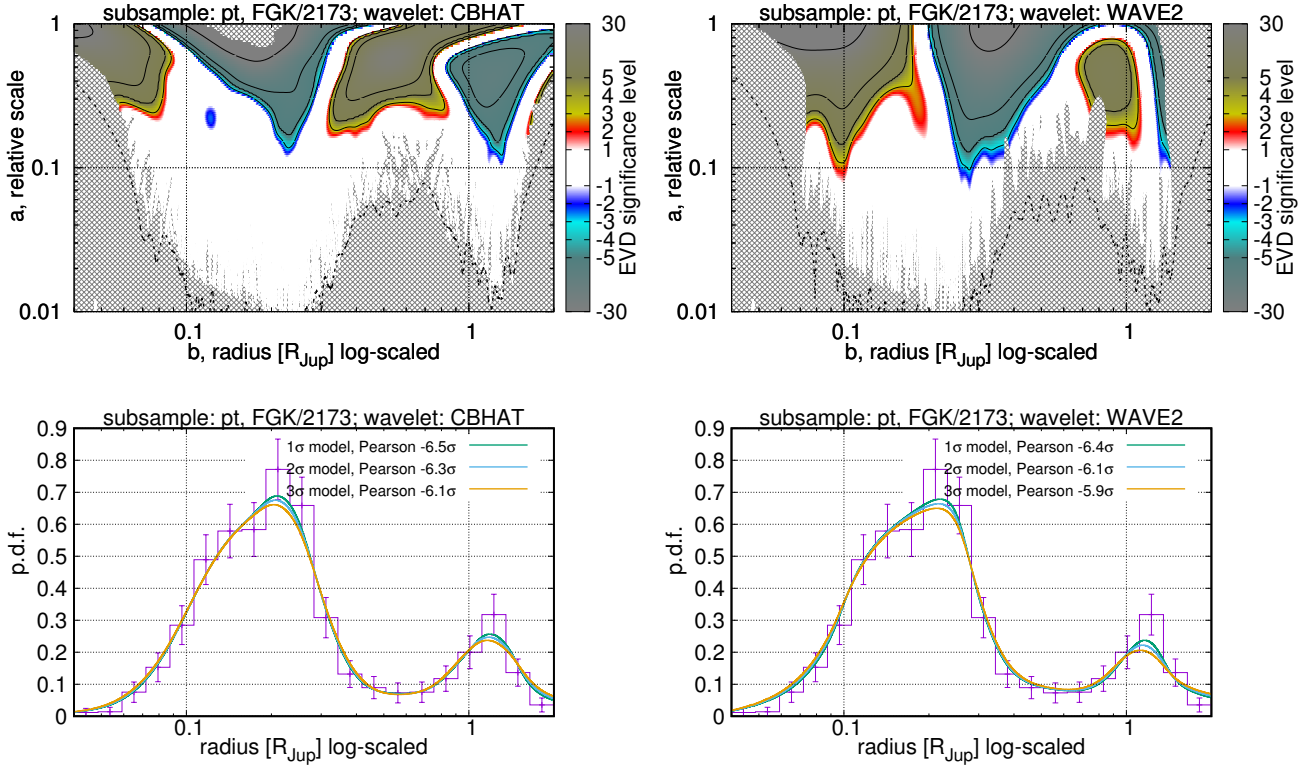 subsample: pt, FGK/2173; wavelet: CBHAT
1
0.1
0.01
a, relative scale
0.1
1
b, radius [R_Jup] log-scaled
30
5
3
2
1
-1
-2
-3
-5
-30
EVD significance level
subsample: pt, FGK/2173; wavelet: WAVE2
1
0.1
0.01
a, relative scale
0.1
1
b, radius [R_Jup] log-scaled
30
5
3
2
1
-1
-2
-3
-5
-30
EVD significance level
subsample: pt, FGK/2173; wavelet: CBHAT
0.9
0.8
0.7
0.6
0.5
0.4
0.3
0.2
0.1
0
p.d.f.
1σ model, Pearson -6.5σ
2σ model, Pearson -6.3σ
3σ model, Pearson -6.1σ
0.1
1
radius [R_Jup] log-scaled
subsample: pt, FGK/2173; wavelet: WAVE2
0.9
0.8
0.7
0.6
0.5
0.4
0.3
0.2
0.1
0
p.d.f.
1σ model, Pearson -6.4σ
2σ model, Pearson -6.1σ
3σ model, Pearson -5.9σ
0.1
1
radius [R_Jup] log-scaled